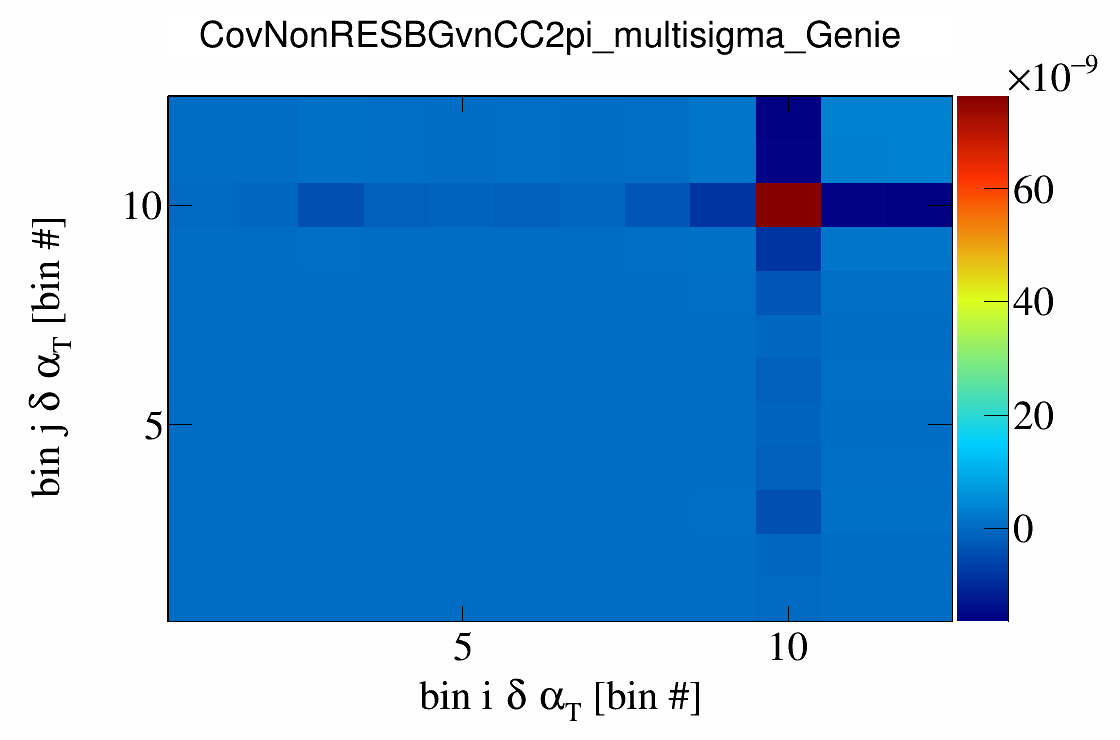 CovNonRESBGvnCC2pi_multisigma_Genie
×10⁻⁹
60
40
20
0
10
5
bin j δ α_T [bin #]
5 10
bin i δ α_T [bin #]